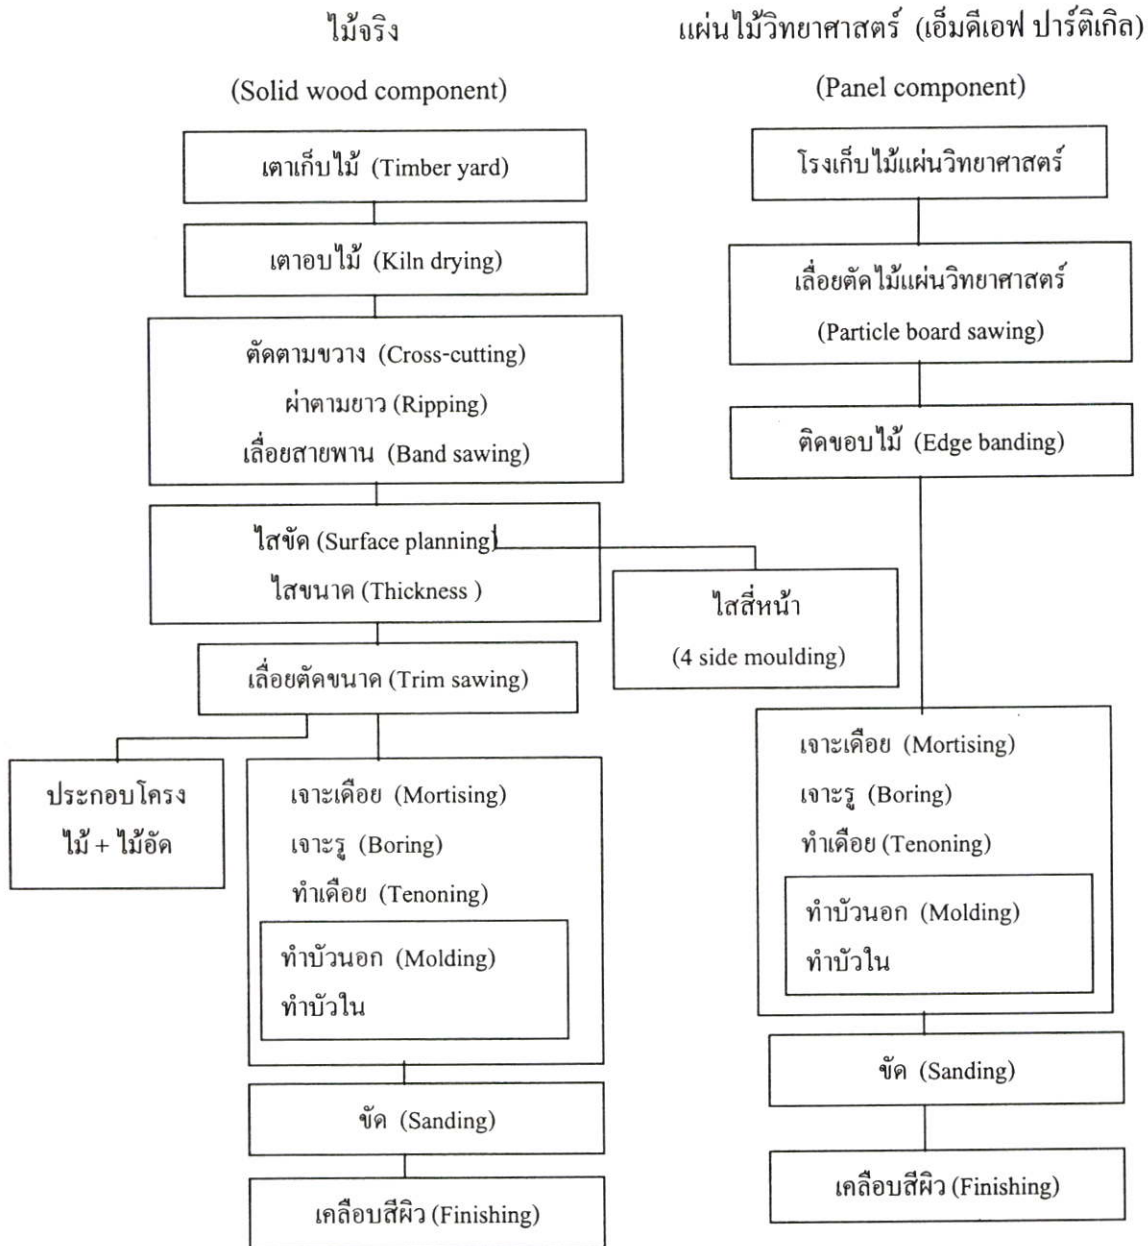 ไม้จริง
(Solid wood component)
เตาเก็บไม้ (Timber yard)
เตาอบไม้ (Kiln drying)
ตัดตามขวาง (Cross-cutting)
ผ่าตามยาว (Ripping)
เลื่อยสายพาน (Band sawing)
ไสขัด (Surface planning)
ไสขนาด (Thickness )
ไสสี่หน้า
(4 side moulding)
เลื่อยตัดขนาด (Trim sawing)
ประกอบโครง
ไม้ + ไม้อัด
เจาะเดือย (Mortising)
เจาะรู (Boring)
ทำเดือย (Tenoning)
ทำบัวนอก (Molding)
ทำบัวใน
ขัด (Sanding)
เคลือบสีผิว (Finishing)
แผ่นไม้วิทยาศาสตร์ (เอ็มดีเอฟ ปาร์ติเกิล)
(Panel component)
โรงเก็บไม้แผ่นวิทยาศาสตร์
เลื่อยตัดไม้แผ่นวิทยาศาสตร์
(Particle board sawing)
ติดขอบไม้ (Edge banding)
เจาะเดือย (Mortising)
เจาะรู (Boring)
ทำเดือย (Tenoning)
ทำบัวนอก (Molding)
ทำบัวใน
ขัด (Sanding)
เคลือบสีผิว (Finishing)